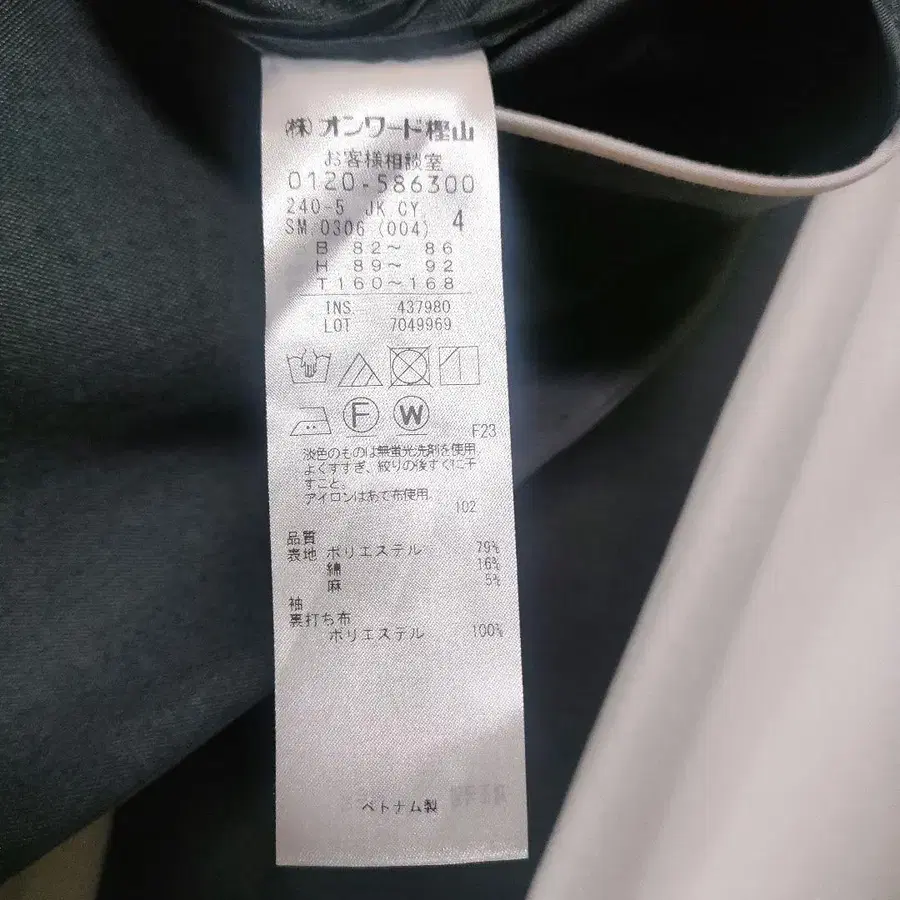 ㈱オンワード樫山
お客様相談室
0120-586300
240-5 JK.CY.
SM.0306 (004) 4
B 82〜 86
H 89〜 92
T 160〜168
INS. 437980
LOT 7049969
F W
F23
淡色のものは無蛍光洗剤を使用
よくすすぎ、絞りの後すぐに干
すこと。
アイロンはあて布使用。
102
品質
表地 ポリエステル 79%
綿 16%
麻 5%
袖
裏打ち布
ポリエステル 100%
ベトナム製